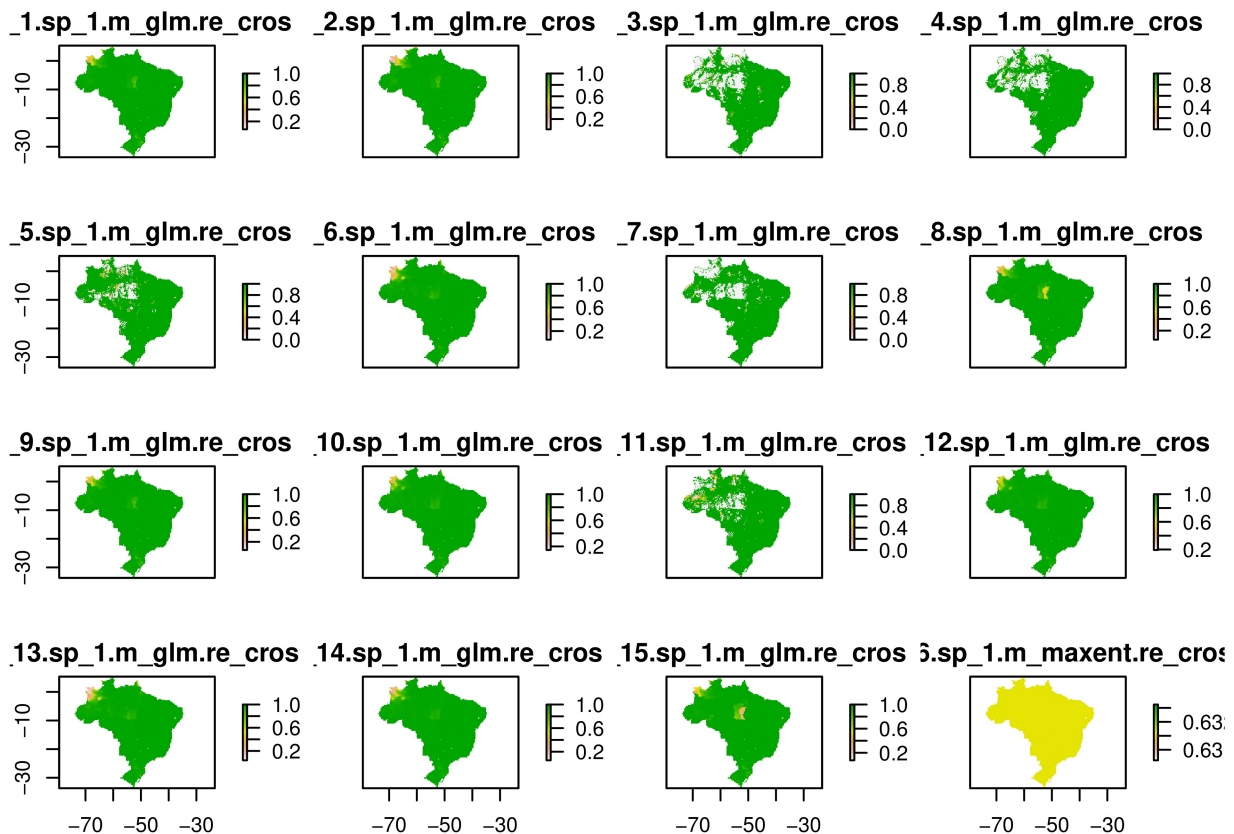 _1.sp_1.m_glm.re_cros _2.sp_1.m_glm.re_cros _3.sp_1.m_glm.re_cros _4.sp_1.m_glm.re_cros
−10 −30 1.0 0.6 0.2 1.0 0.6 0.2 0.8 0.4 0.0 0.8 0.4 0.0
_5.sp_1.m_glm.re_cros _6.sp_1.m_glm.re_cros _7.sp_1.m_glm.re_cros _8.sp_1.m_glm.re_cros
−10 −30 0.8 0.4 0.0 1.0 0.6 0.2 0.8 0.4 0.0 1.0 0.6 0.2
_9.sp_1.m_glm.re_cros _10.sp_1.m_glm.re_cros _11.sp_1.m_glm.re_cros _12.sp_1.m_glm.re_cros
−10 −30 1.0 0.6 0.2 1.0 0.6 0.2 0.8 0.4 0.0 1.0 0.6 0.2
_13.sp_1.m_glm.re_cros _14.sp_1.m_glm.re_cros _15.sp_1.m_glm.re_cros 6.sp_1.m_maxent.re_cros
−10 −30 1.0 0.6 0.2 1.0 0.6 0.2 1.0 0.6 0.2 0.63 0.63
−70 −50 −30 −70 −50 −30 −70 −50 −30 −70 −50 −30